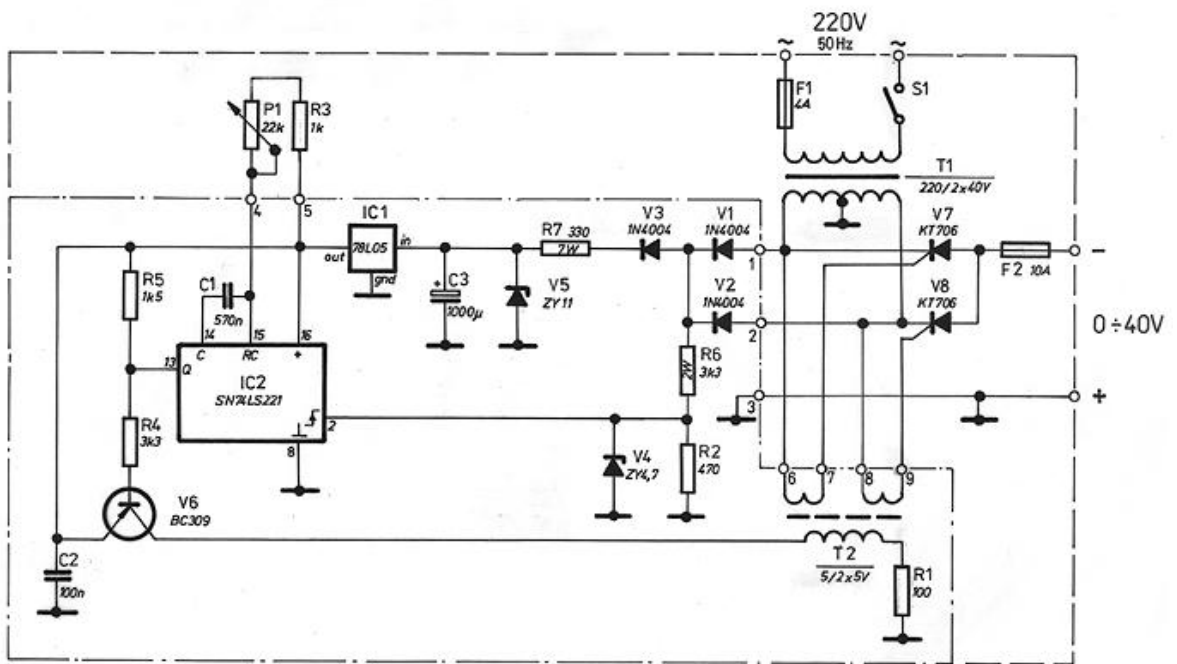 220V
50Hz
~ ~
F1
4A
S1
P1
22k
R3
1k
T1
220/2x40V
4
5
IC1
78L05
out
in
gnd
R7 330
7W
V3
1N4004
V1
1N4004
1
V7
KT706
F2 10A
-
R5
1k5
C1
570n
+
C3
1000µ
V5
ZY11
V2
1N4004
2
V8
KT706
0÷40V
14
15
16
C
RC
+
13
Q
IC2
SN74LS221
2
8
R6
3k3
2W
3
+
R4
3k3
V4
ZY4,7
R2
470
6
7
8
9
V6
BC309
C2
100n
T2
5/2x5V
R1
100